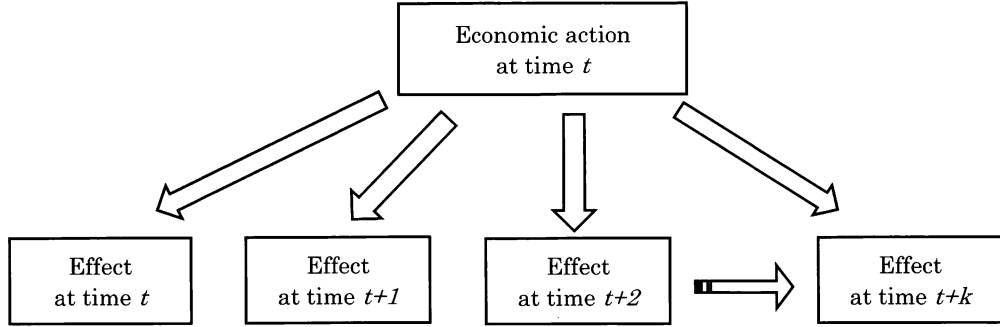 Economic action
at time t
Effect
at time t
Effect
at time t+1
Effect
at time t+2
Effect
at time t+k